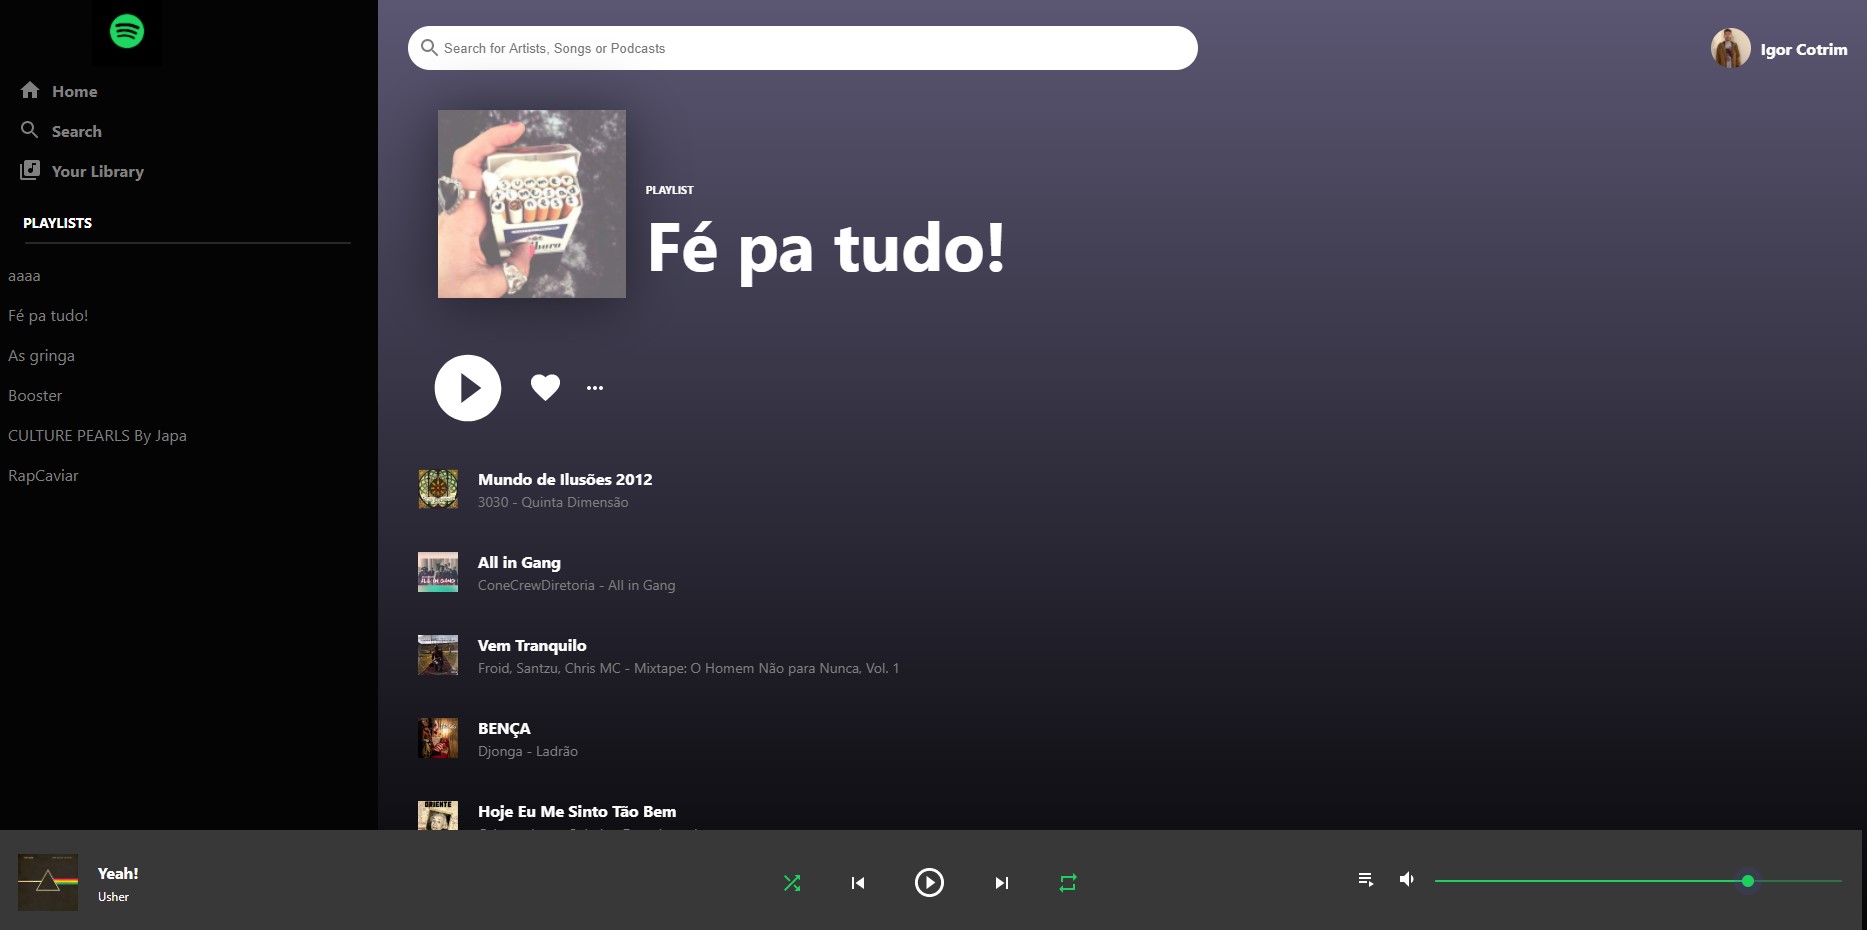 Search for Artists, Songs or Podcasts
Igor Cotrim
Home
Search
Your Library
PLAYLISTS
aaaa
Fé pa tudo!
As gringa
Booster
CULTURE PEARLS By Japa
RapCaviar
PLAYLIST
Fé pa tudo!
Mundo de Ilusões 2012
3030 - Quinta Dimensão
All in Gang
ConeCrewDiretoria - All in Gang
Vem Tranquilo
Froid, Santzu, Chris MC - Mixtape: O Homem Não para Nunca, Vol. 1
BENÇA
Djonga - Ladrão
ORIENTE
Hoje Eu Me Sinto Tão Bem
Yeah!
Usher